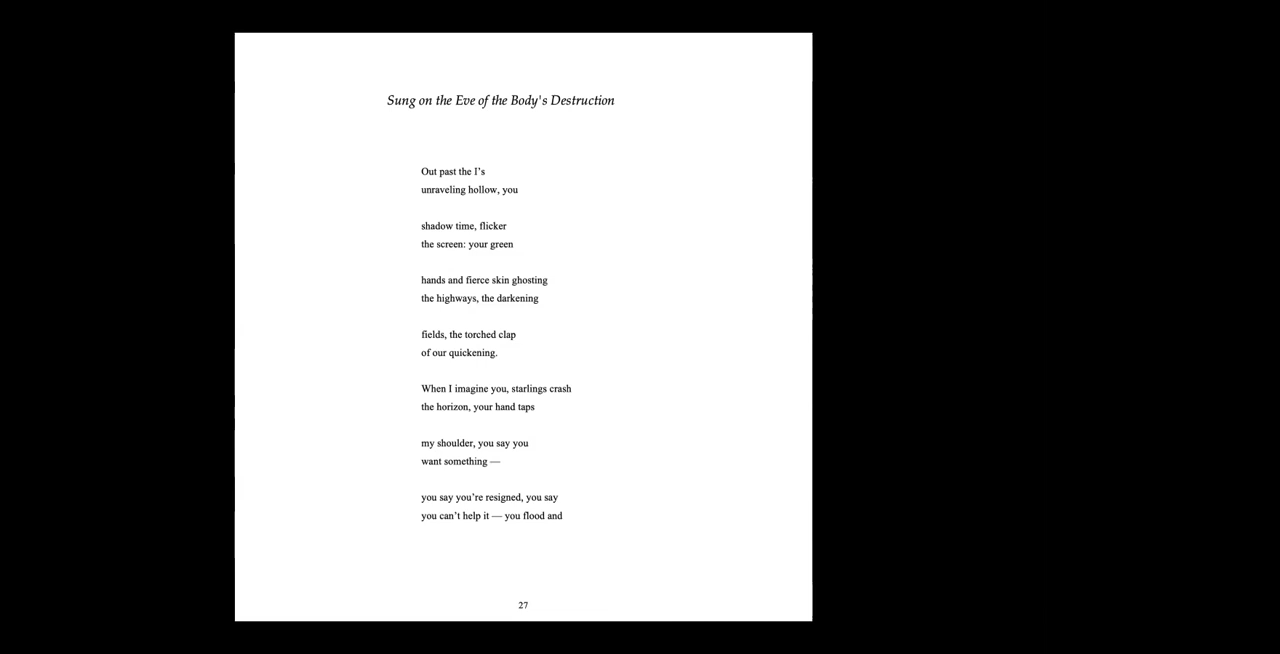 Sung on the Eve of the Body's Destruction
Out past the I’s
unraveling hollow, you
shadow time, flicker
the screen: your green
hands and fierce skin ghosting
the highways, the darkening
fields, the torched clap
of our quickening.
When I imagine you, starlings crash
the horizon, your hand taps
my shoulder, you say you
want something —
you say you’re resigned, you say
you can’t help it — you flood and
27